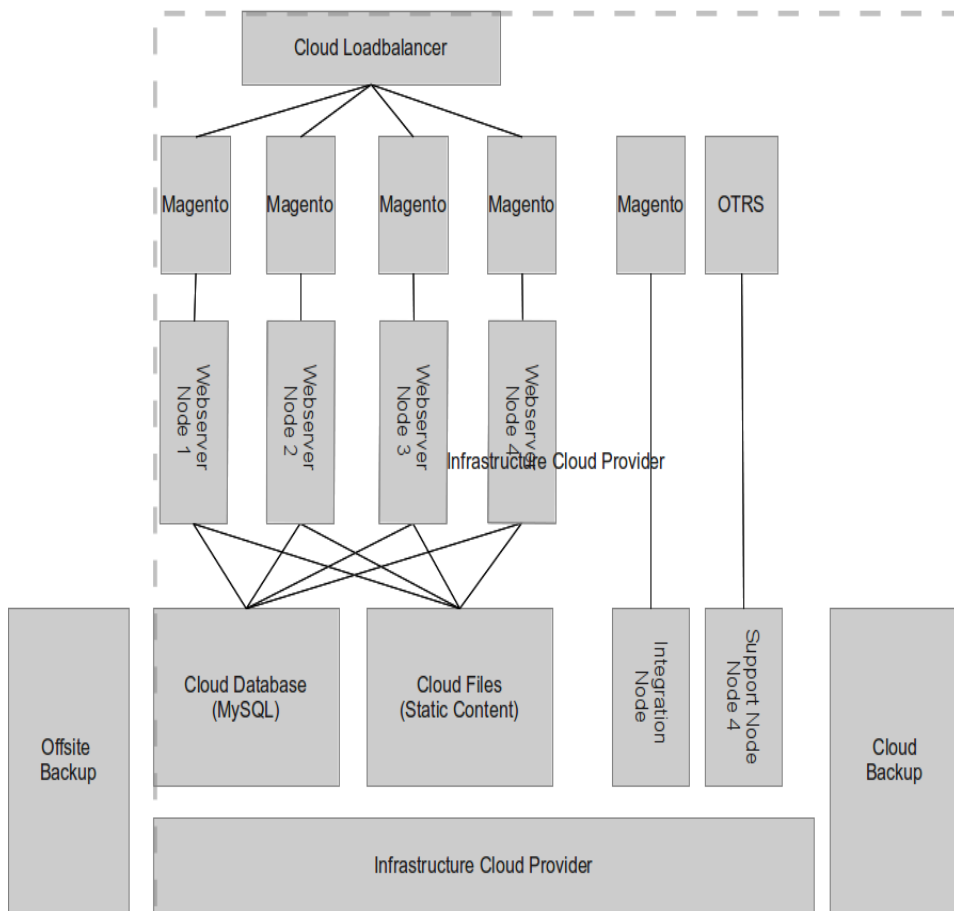 Cloud Loadbalancer
Magento
Magento
Magento
Magento
Magento
OTRS
Webserver
Node 1
Webserver
Node 2
Webserver
Node 3
Webserver
Node 4
Infrastructure Cloud Provider
Offsite
Backup
Cloud Database
(MySQL)
Cloud Files
(Static Content)
Integration
Node
Support Node
Node 4
Cloud
Backup
Infrastructure Cloud Provider